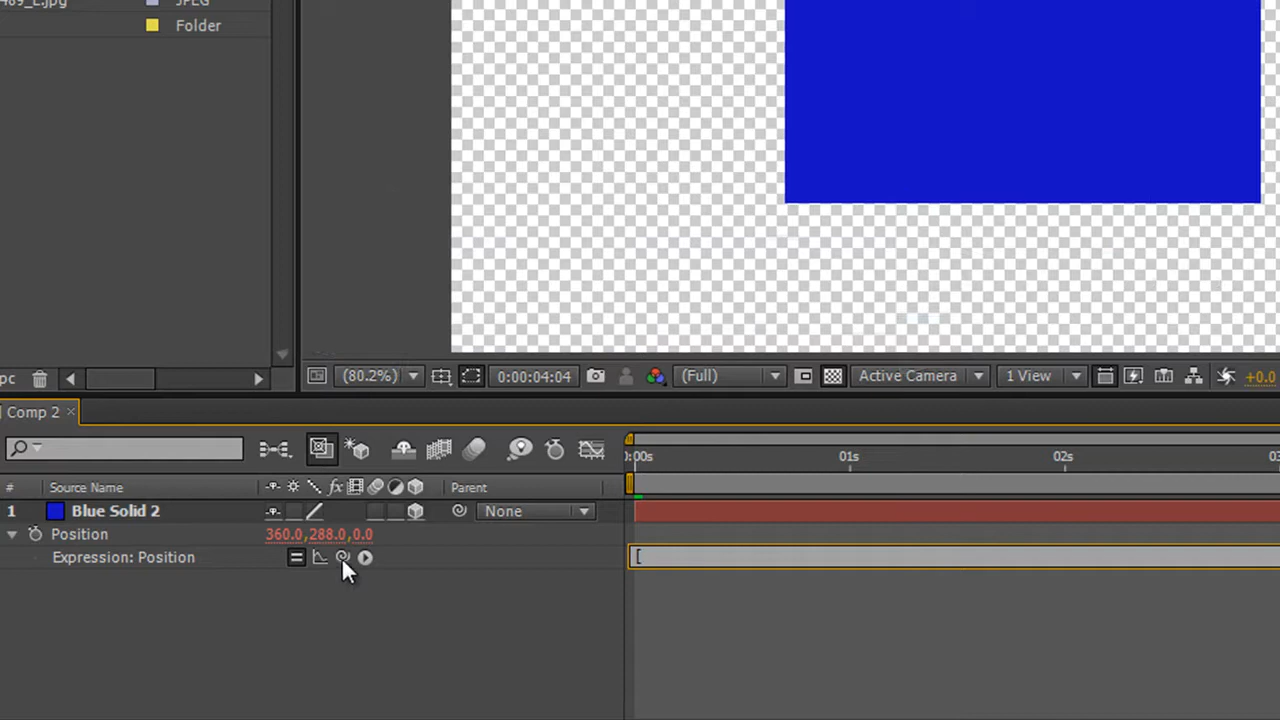 JPEG
Folder
(80.2%) 0:00:04:04 (Full) Active Camera 1 View +0.0
Comp 2 ×
:00s 01s 02s
# Source Name fx Parent
1 Blue Solid 2 None
Position 360.0,288.0,0.0
Expression: Position [